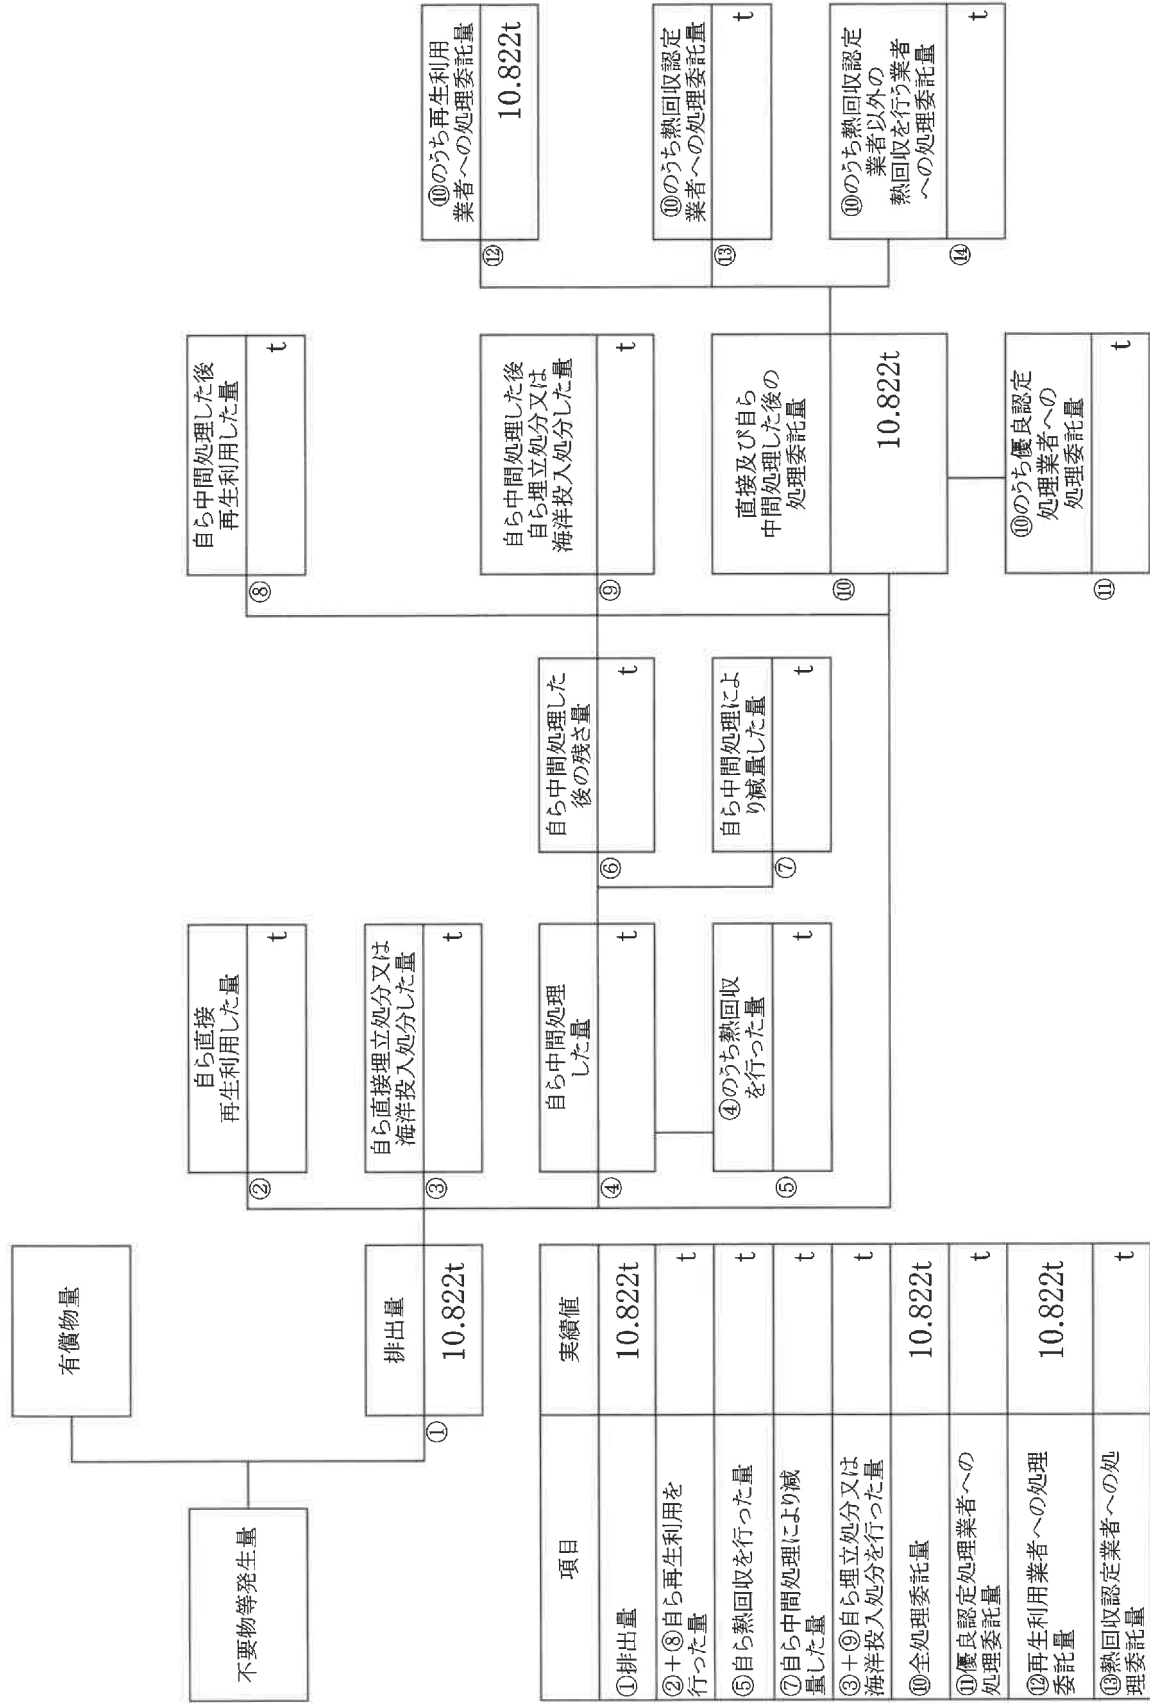 不要物等発生量
有償物量
排出量
①
10.822t
自ら直接
再生利用した量
②
t
自ら直接埋立処分又は
海洋投入処分した量
③
t
自ら中間処理
した量
④
t
④のうち熱回収
を行った量
⑤
t
自ら中間処理した
後の残さ量
⑥
t
自ら中間処理によ
り減量した量
⑦
t
自ら中間処理した後
再生利用した量
⑧
t
自ら中間処理した後
自ら埋立処分又は
海洋投入処分した量
⑨
t
直接及び自ら
中間処理した後の
処理委託量
⑩
10.822t
⑩のうち優良認定
処理業者への
処理委託量
⑪
t
⑩のうち再生利用
業者への処理委託量
⑫
10.822t
⑩のうち熱回収認定
業者への処理委託量
⑬
t
⑩のうち熱回収認定
業者以外の
熱回収を行う業者
への処理委託量
⑭
t
項目 実績値
①排出量 10.822t
②+⑧自ら再生利用を
行った量 t
⑤自ら熱回収を行った量 t
⑦自ら中間処理により減
量した量 t
③+⑨自ら埋立処分又は
海洋投入処分を行った量 t
⑩全処理委託量 10.822t
⑪優良認定処理業者への
処理委託量 t
⑫再生利用業者への処理
委託量 10.822t
⑬熱回収認定業者への処
理委託量 t